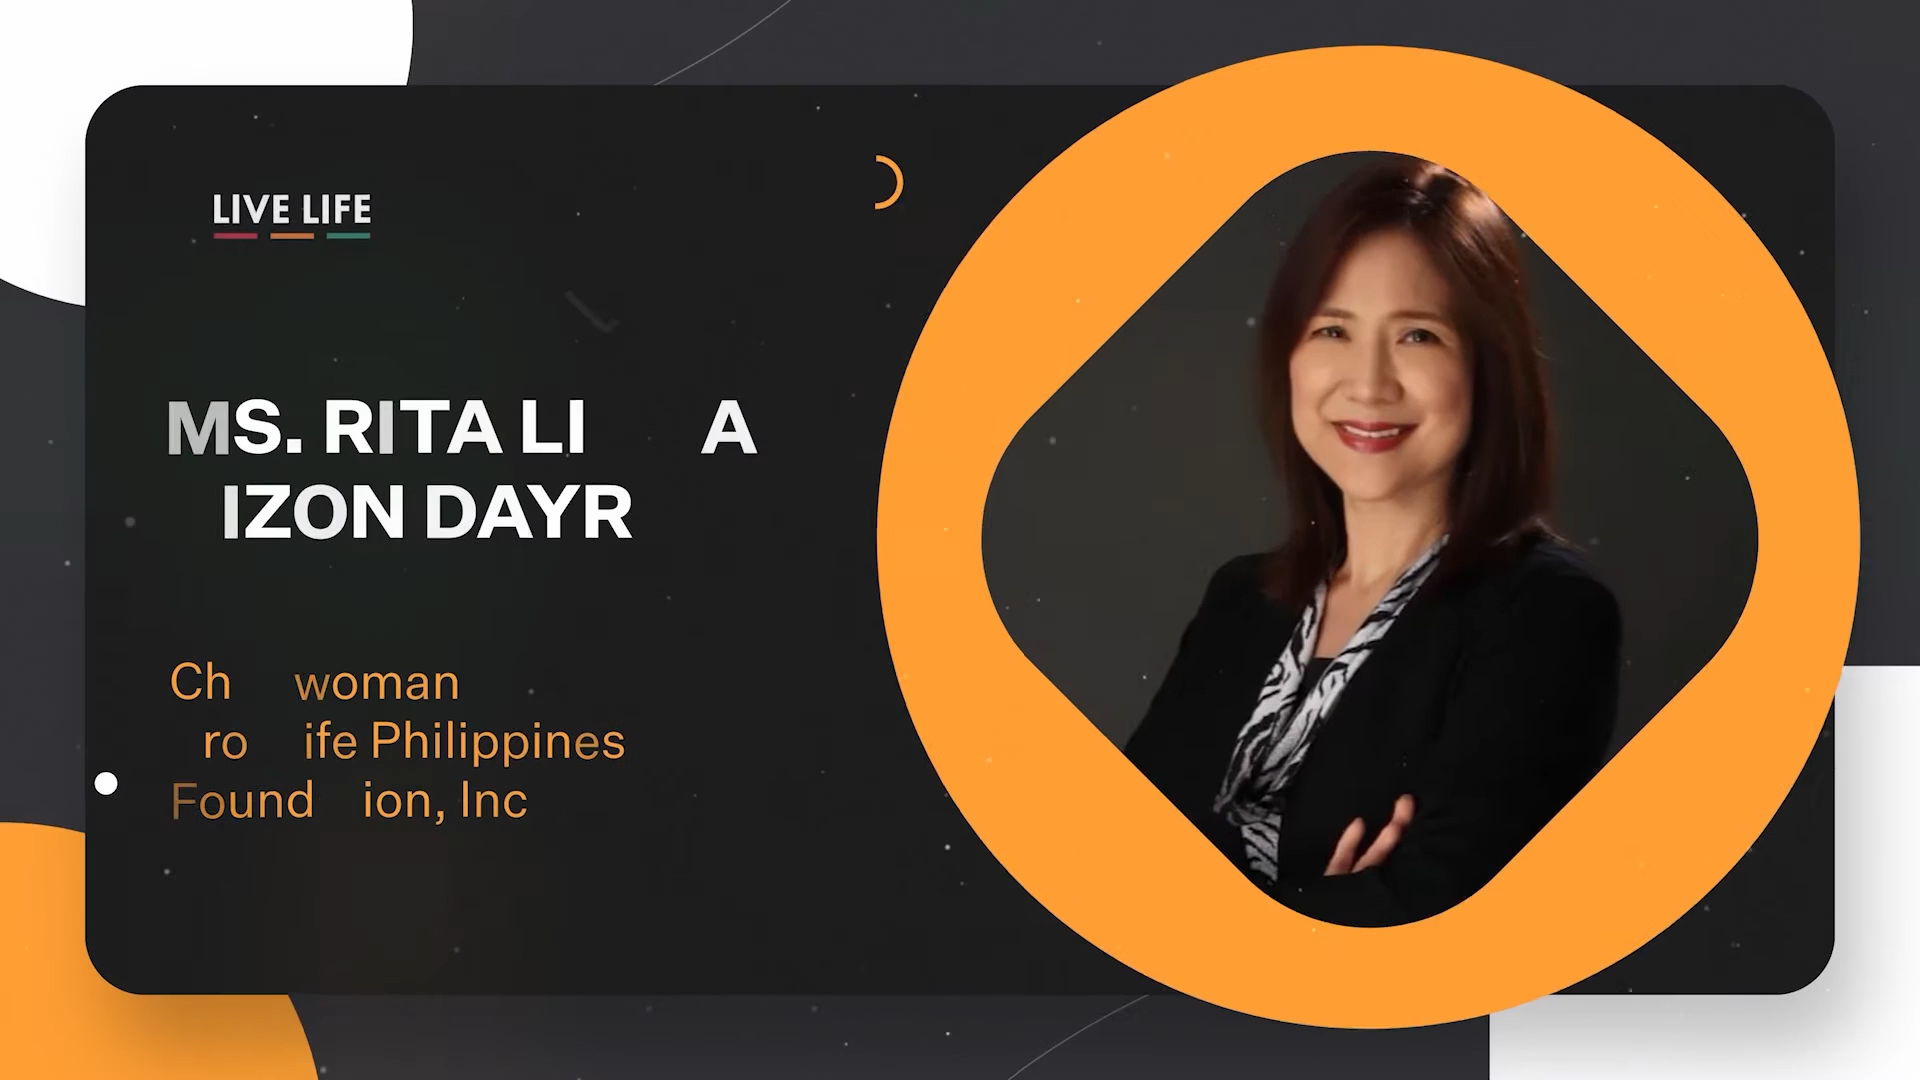 LIVE LIFE
MS. RITA LI A
IZON DAYR
Ch woman
ro ife Philippines
Found ion, Inc